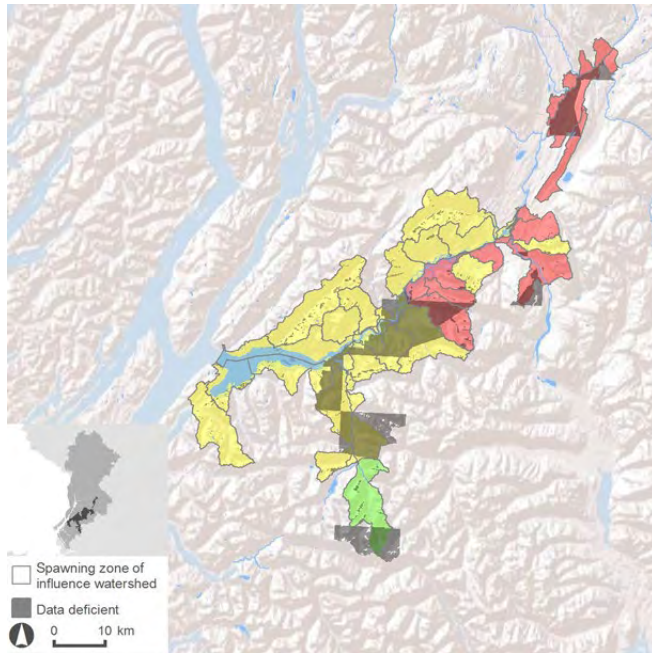 Spawning zone of
influence watershed
Data deficient
0 10 km